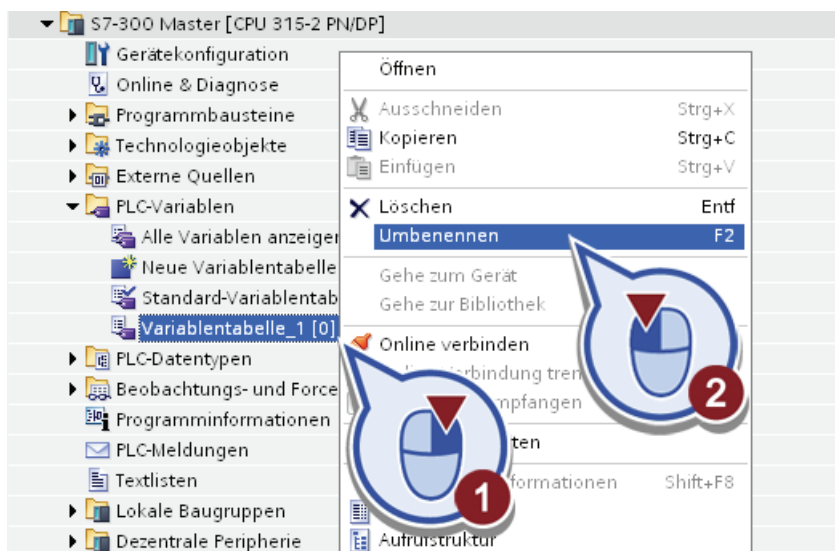 S7-300 Master [CPU 315-2 PN/DP]
Gerätekonfiguration
Online & Diagnose
Programmbausteine
Technologieobjekte
Externe Quellen
PLC-Variablen
Alle Variablen anzeigen
Neue Variablentabelle
Standard-Variablentab
Variablentabelle_1 [0]
PLC-Datentypen
Beobachtungs- und Force
Programminformationen
PLC-Meldungen
Textlisten
Lokale Baugruppen
Dezentrale Peripherie
Öffnen
Ausschneiden Strg+X
Kopieren Strg+C
Einfügen Strg+V
Löschen Entf
Umbenennen F2
Gehe zum Gerät
Gehe zur Bibliothek
Online verbinden
rbindung tren
mpfangen
ten
formationen Shift+F8
Aufrufstruktur
1
2